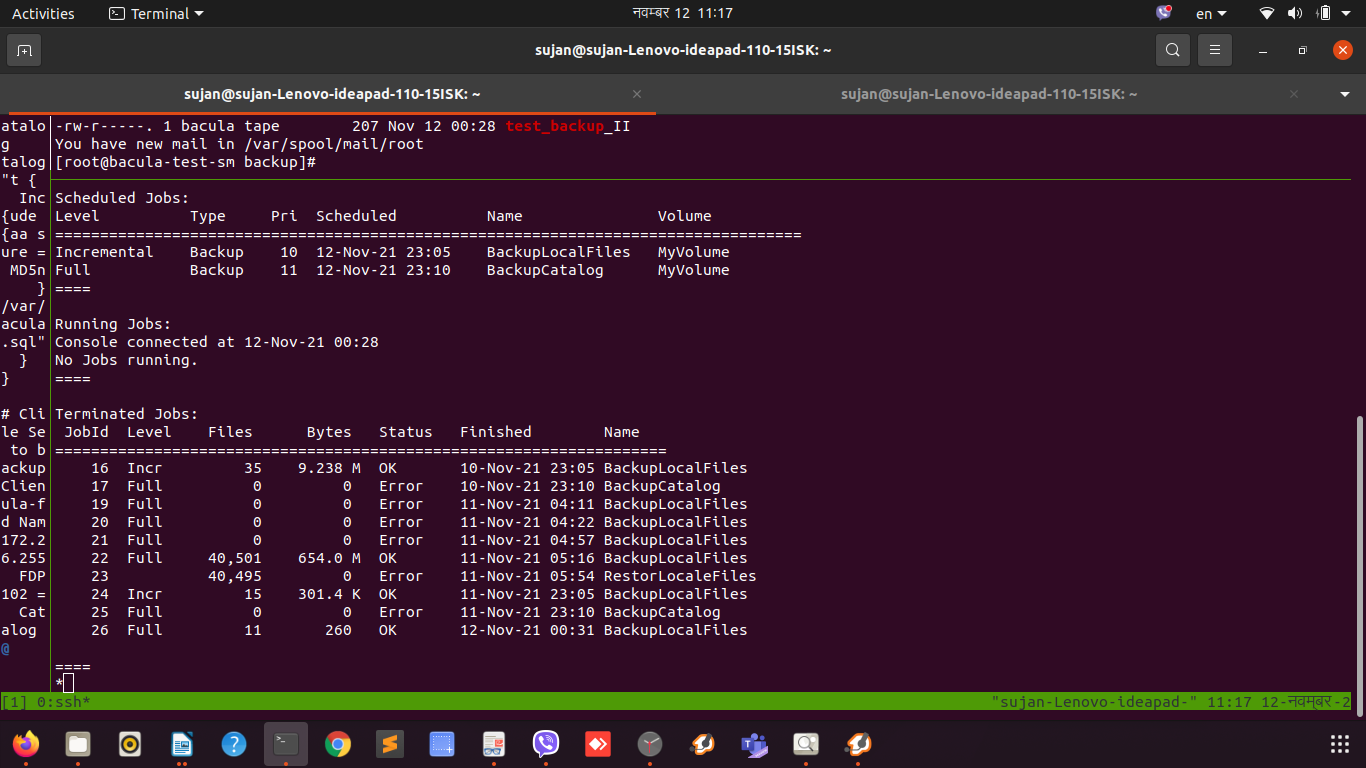 Activities Terminal नवम्बर 12 11:17 en
sujan@sujan-Lenovo-ideapad-110-15ISK: ~
sujan@sujan-Lenovo-ideapad-110-15ISK: ~ × sujan@sujan-Lenovo-ideapad-110-15ISK: ~ ×
atalo
g
talog
"t {
Inc
{ude
{aa s
ure =
MD5n
}
/var/
acula
.sql"
}
}
# Cli
le Se
to b
ackup
Clien
ula-f
d Nam
172.2
6.255
FDP
102 =
Cat
alog
@
-rw-r-----. 1 bacula tape 207 Nov 12 00:28 test_backup_II
You have new mail in /var/spool/mail/root
[root@bacula-test-sm backup]#
Scheduled Jobs:
Level Type Pri Scheduled Name Volume
===================================================================================
Incremental Backup 10 12-Nov-21 23:05 BackupLocalFiles MyVolume
Full Backup 11 12-Nov-21 23:10 BackupCatalog MyVolume
====
Running Jobs:
Console connected at 12-Nov-21 00:28
No Jobs running.
====
Terminated Jobs:
JobId Level Files Bytes Status Finished Name
====================================================================
16 Incr 35 9.238 M OK 10-Nov-21 23:05 BackupLocalFiles
17 Full 0 0 Error 10-Nov-21 23:10 BackupCatalog
19 Full 0 0 Error 11-Nov-21 04:11 BackupLocalFiles
20 Full 0 0 Error 11-Nov-21 04:22 BackupLocalFiles
21 Full 0 0 Error 11-Nov-21 04:57 BackupLocalFiles
22 Full 40,501 654.0 M OK 11-Nov-21 05:16 BackupLocalFiles
23 40,495 0 Error 11-Nov-21 05:54 RestorLocaleFiles
24 Incr 15 301.4 K OK 11-Nov-21 23:05 BackupLocalFiles
25 Full 0 0 Error 11-Nov-21 23:10 BackupCatalog
26 Full 11 260 OK 12-Nov-21 00:31 BackupLocalFiles
====
*
[1] 0:ssh* "sujan-Lenovo-ideapad-" 11:17 12-नवम्बर-2